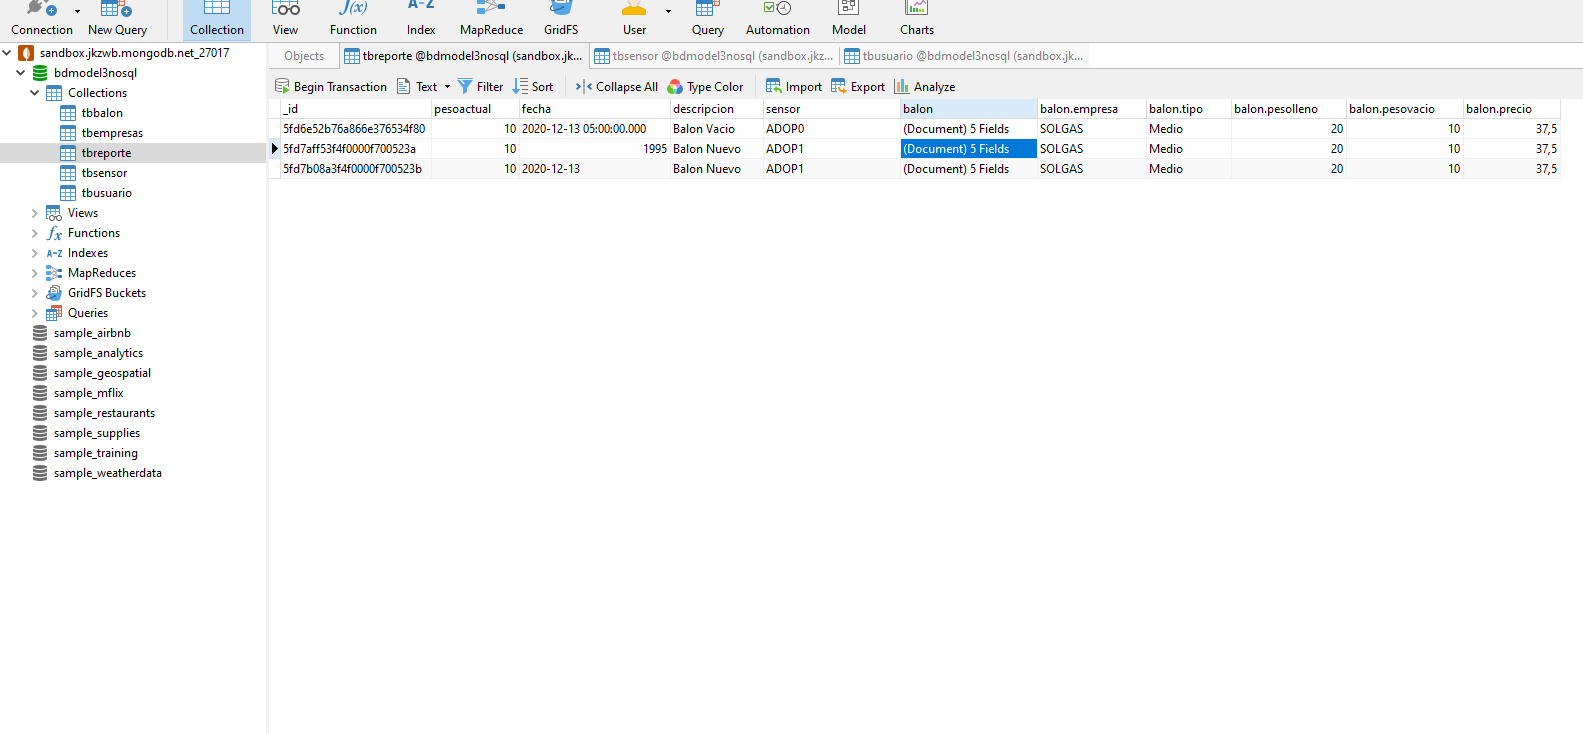 Connection New Query Collection View Function Index MapReduce GridFS User Query Automation Model Charts
sandbox.jkzwb.mongodb.net_27017
bdmodel3nosql
Collections
tbbalon
tbempresas
tbreporte
tbsensor
tbusuario
Views
Functions
Indexes
MapReduces
GridFS Buckets
Queries
sample_airbnb
sample_analytics
sample_geospatial
sample_mflix
sample_restaurants
sample_supplies
sample_training
sample_weatherdata
Objects tbreporte @bdmodel3nosql (sandbox.jk... tbsensor @bdmodel3nosql (sandbox.jkz... tbusuario @bdmodel3nosql (sandbox.jk...
Begin Transaction Text Filter Sort Collapse All Type Color Import Export Analyze
_id pesoactual fecha descripcion sensor balon balon.empresa balon.tipo balon.pesolleno balon.pesovacio balon.precio
5fd6e52b76a866e376534f80 10 2020-12-13 05:00:00.000 Balon Vacio ADOP0 (Document) 5 Fields SOLGAS Medio 20 10 37,5
5fd7aff53f4f0000f700523a 10 1995 Balon Nuevo ADOP1 (Document) 5 Fields SOLGAS Medio 20 10 37,5
5fd7b08a3f4f0000f700523b 10 2020-12-13 Balon Nuevo ADOP1 (Document) 5 Fields SOLGAS Medio 20 10 37,5